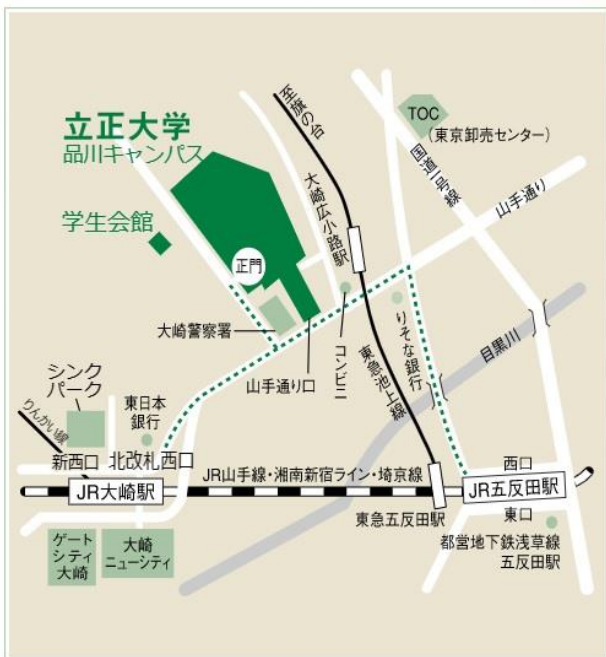 立正大学
品川キャンパス
学生会館
正門
大崎警察署
山手通り口
至旗の台
大崎広小路駅
コンビニ
TOC
(東京卸売センター)
国道一号線
山手通り
りそな銀行
東急池上線
目黒川
シンク
パーク
りんかい線
東日本
銀行
新西口
北改札西口
JR大崎駅
JR山手線・湘南新宿ライン・埼京線
西口
JR五反田駅
東口
東急五反田駅
都営地下鉄浅草線
五反田駅
ゲート
シティ
大崎
大崎
ニューシティ